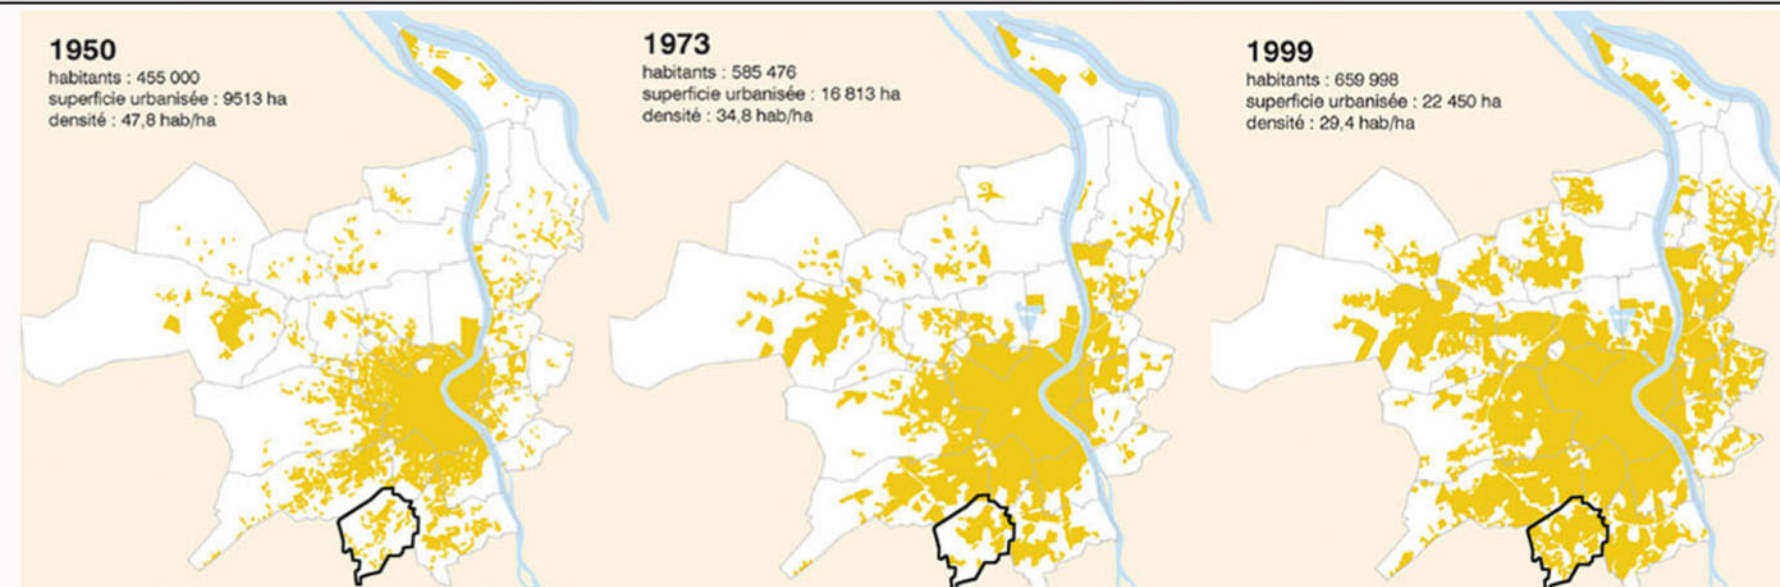 1950
habitants : 455 000
superficie urbanisée : 9513 ha
densité : 47,8 hab/ha
1973
habitants : 585 476
superficie urbanisée : 16 813 ha
densité : 34,8 hab/ha
1999
habitants : 659 998
superficie urbanisée : 22 450 ha
densité : 29,4 hab/ha